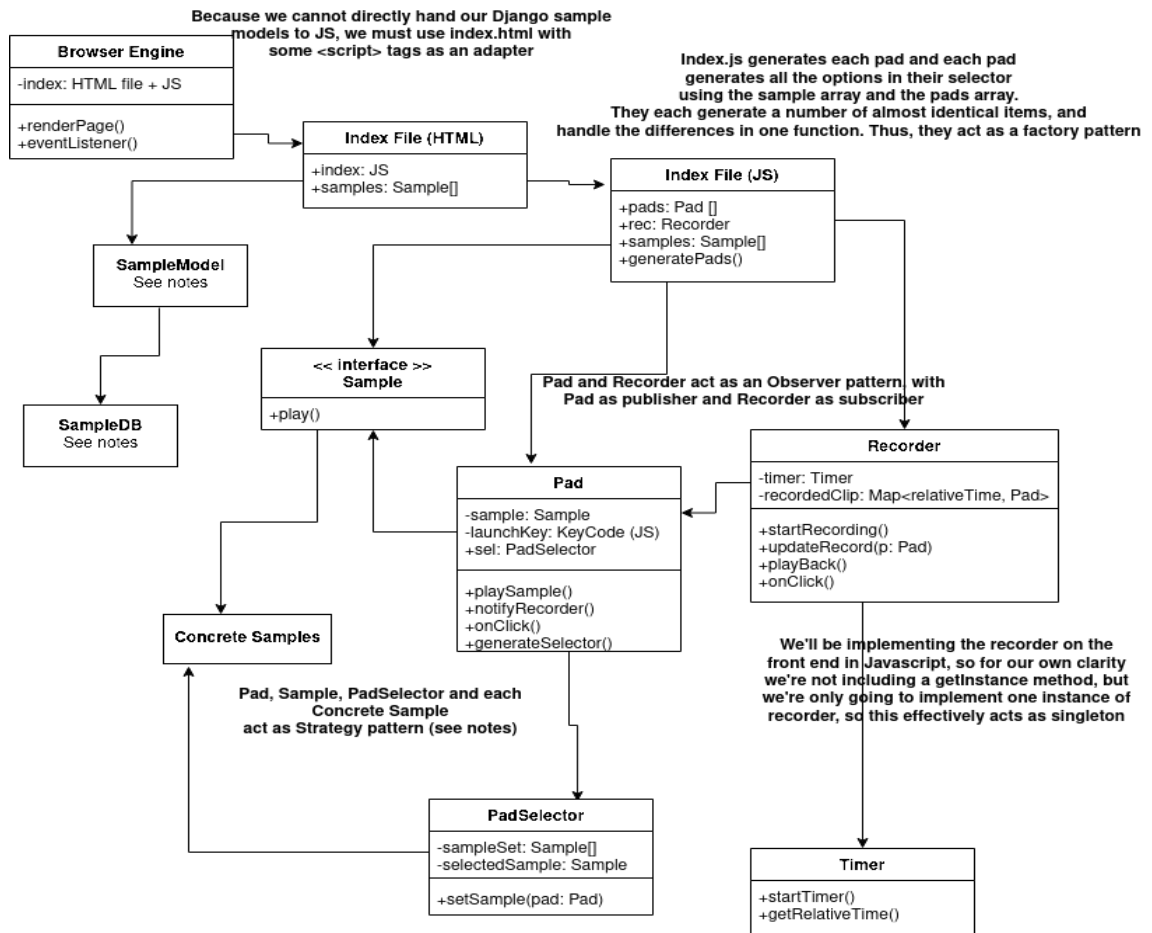 Because we cannot directly hand our Django sample
models to JS, we must use index.html with
some <script> tags as an adapter
Browser Engine
-index: HTML file + JS
+renderPage()
+eventListener()
Index.js generates each pad and each pad
generates all the options in their selector
using the sample array and the pads array.
They each generate a number of almost identical items, and
handle the differences in one function. Thus, they act as a factory pattern
Index File (HTML)
+index: JS
+samples: Sample[]
Index File (JS)
+pads: Pad []
+rec: Recorder
+samples: Sample[]
+generatePads()
SampleModel
See notes
<< interface >>
Sample
+play()
SampleDB
See notes
Pad and Recorder act as an Observer pattern, with
Pad as publisher and Recorder as subscriber
Pad
-sample: Sample
-launchKey: KeyCode (JS)
+sel: PadSelector
+playSample()
+notifyRecorder()
+onClick()
+generateSelector()
Recorder
-timer: Timer
-recordedClip: Map<relativeTime, Pad>
+startRecording()
+updateRecord(p: Pad)
+playBack()
+onClick()
Concrete Samples
We'll be implementing the recorder on the
front end in Javascript, so for our own clarity
we're not including a getInstance method, but
we're only going to implement one instance of
recorder, so this effectively acts as singleton
Pad, Sample, PadSelector and each
Concrete Sample
act as Strategy pattern (see notes)
PadSelector
-sampleSet: Sample[]
-selectedSample: Sample
+setSample(pad: Pad)
Timer
+startTimer()
+getRelativeTime()